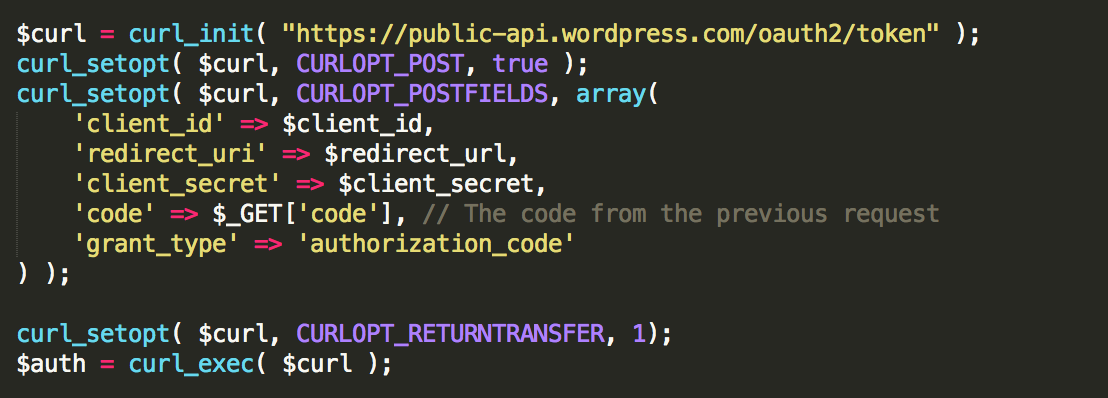 $curl = curl_init( "https://public-api.wordpress.com/oauth2/token" );
curl_setopt( $curl, CURLOPT_POST, true );
curl_setopt( $curl, CURLOPT_POSTFIELDS, array(
    'client_id' => $client_id,
    'redirect_uri' => $redirect_url,
    'client_secret' => $client_secret,
    'code' => $_GET['code'], // The code from the previous request
    'grant_type' => 'authorization_code'
) );

curl_setopt( $curl, CURLOPT_RETURNTRANSFER, 1);
$auth = curl_exec( $curl );